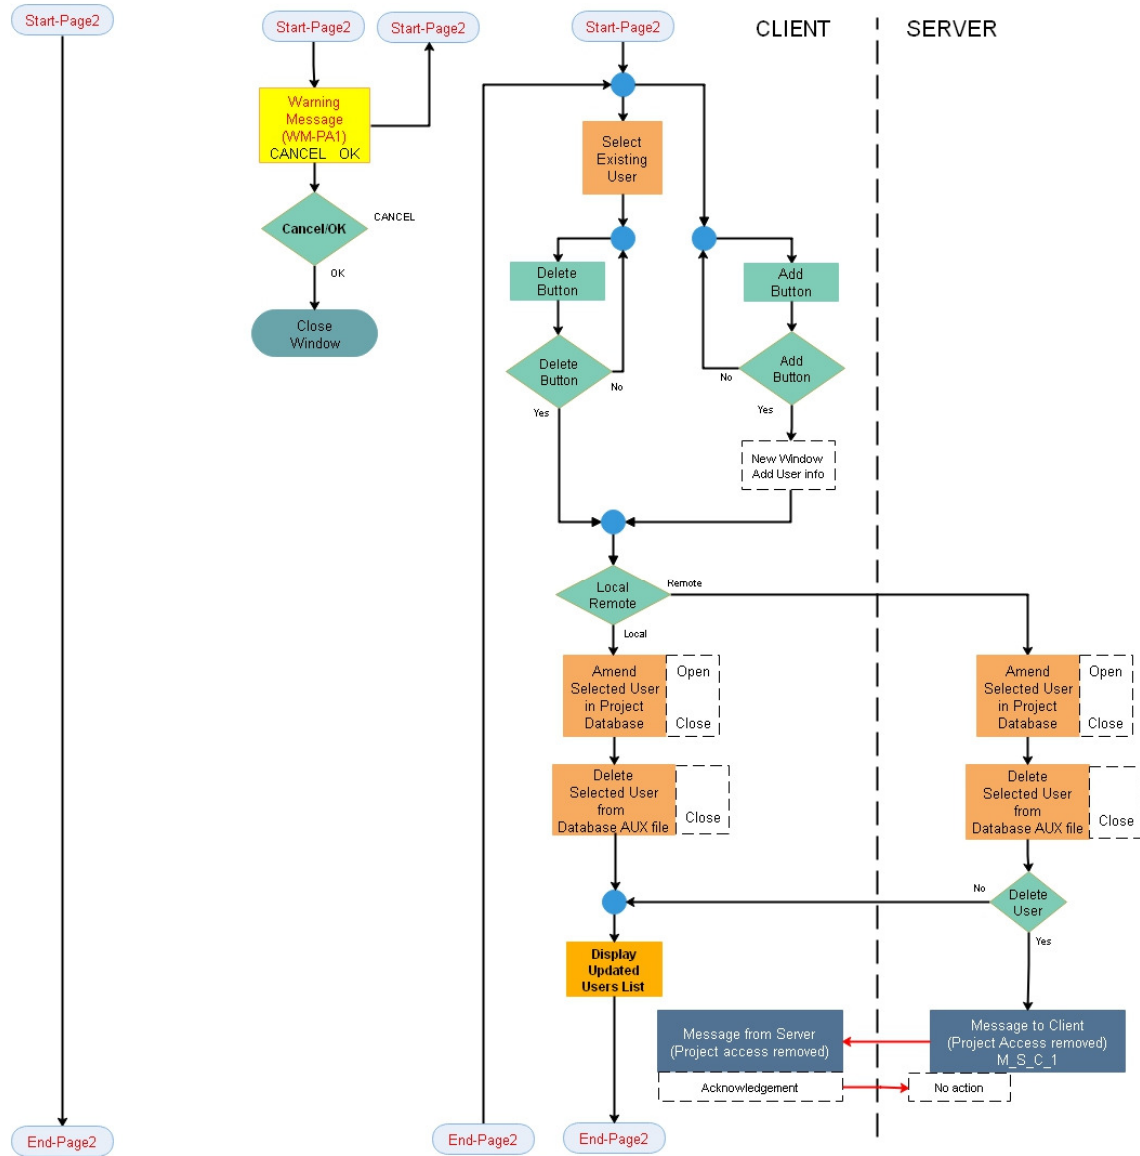 Start-Page2
Start-Page2
Start-Page2
Start-Page2
CLIENT
SERVER
Warning
Message
(WM-PA1)
CANCEL OK
Cancel/OK
CANCEL
OK
Close
Window
Select
Existing
User
Delete
Button
Add
Button
Delete
Button
No
Yes
Add
Button
No
Yes
New Window
Add User info
Local
Remote
Remote
Local
Amend
Selected User
in Project
Database
Open
Close
Amend
Selected User
in Project
Database
Open
Close
Delete
Selected User
from
Database AUX file
Close
Delete
Selected User
from
Database AUX file
Close
No
Delete
User
Yes
Display
Updated
Users List
Message from Server
(Project access removed)
Message to Client
(Project Access removed)
M_S_C_1
Acknowledgement
No action
End-Page2
End-Page2
End-Page2